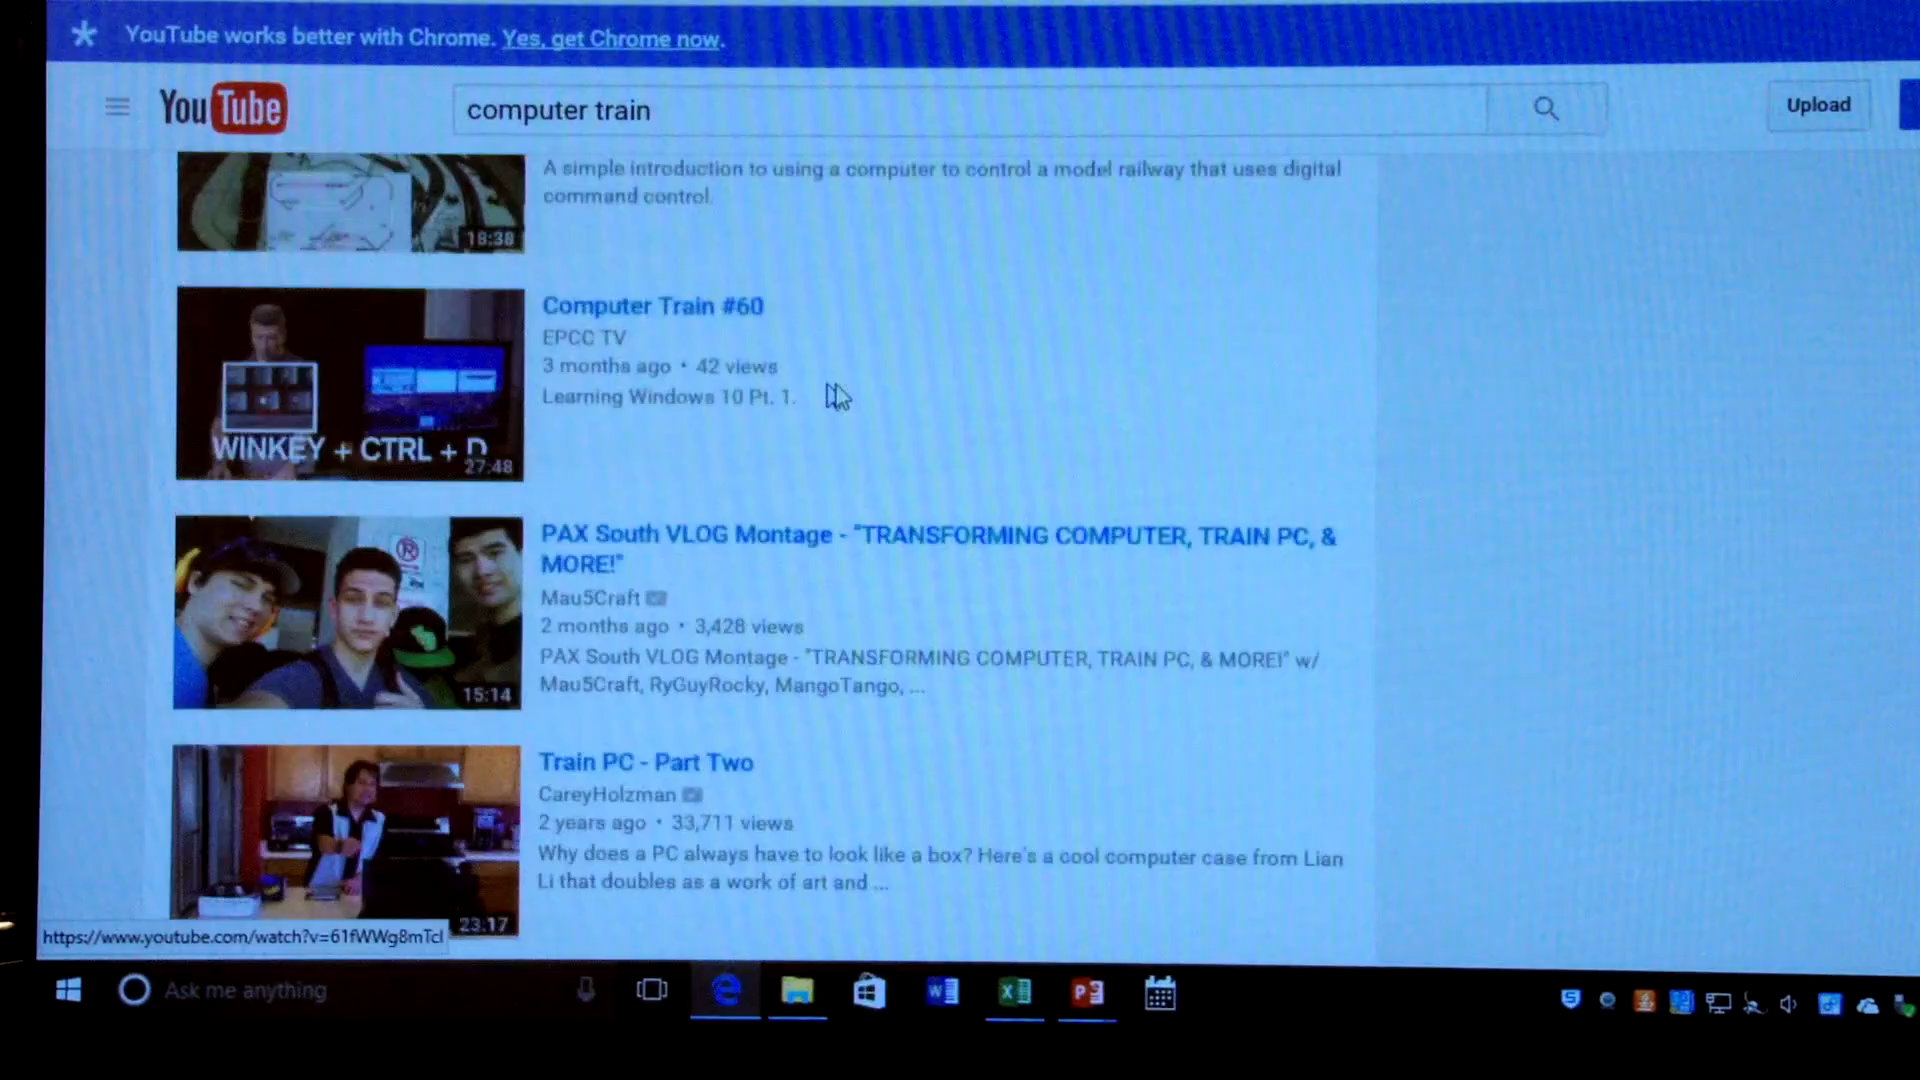 YouTube works better with Chrome. Yes, get Chrome now.
YouTube
computer train
Upload
A simple introduction to using a computer to control a model railway that uses digital
command control.
18:38
Computer Train #60
EPCC TV
3 months ago • 42 views
Learning Windows 10 Pt. 1.
WINKEY + CTRL + D
27:48
PAX South VLOG Montage - "TRANSFORMING COMPUTER, TRAIN PC, &
MORE!"
Mau5Craft
2 months ago • 3,428 views
PAX South VLOG Montage - "TRANSFORMING COMPUTER, TRAIN PC, & MORE!" w/
Mau5Craft, RyGuyRocky, MangoTango, ...
15:14
Train PC - Part Two
CareyHolzman
2 years ago • 33,711 views
Why does a PC always have to look like a box? Here's a cool computer case from Lian
Li that doubles as a work of art and ...
23:17
https://www.youtube.com/watch?v=61fWWg8mTcI
Ask me anything